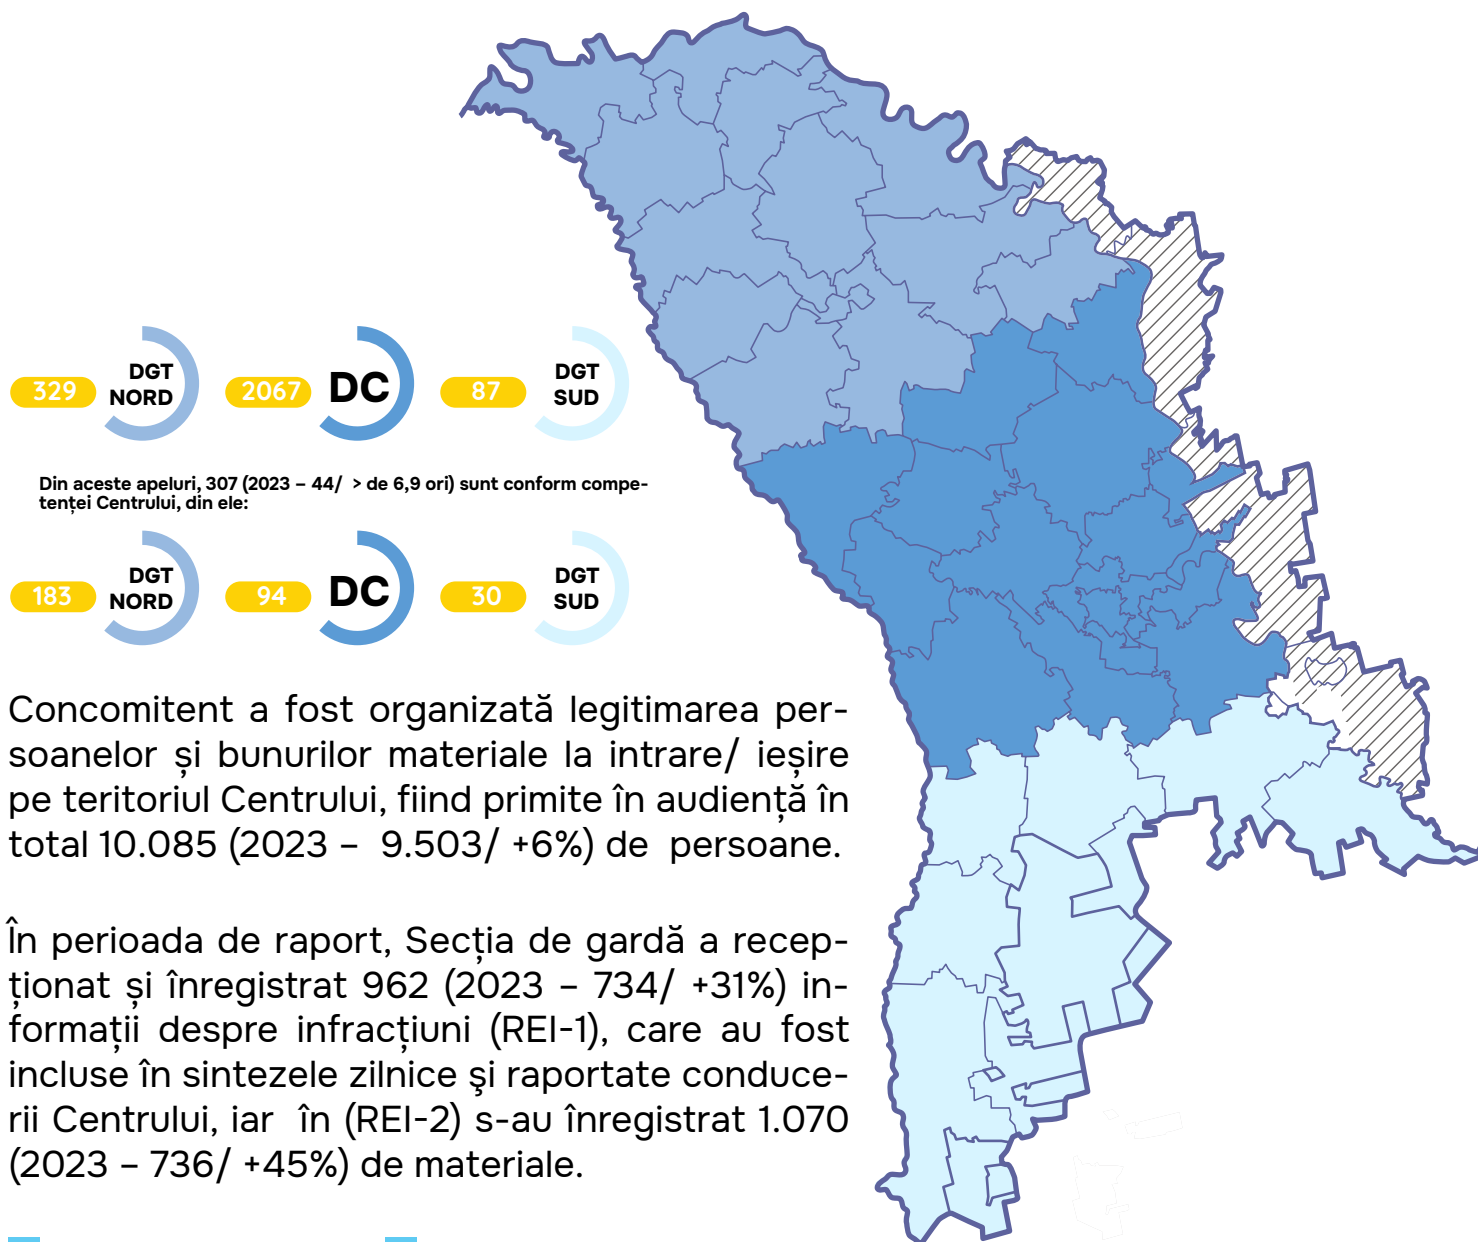 329 DGT NORD 2067 DC 87 DGT SUD
Din aceste apeluri, 307 (2023 – 44/ > de 6,9 ori) sunt conform compe-
tenței Centrului, din ele:
183 DGT NORD 94 DC 30 DGT SUD
Concomitent a fost organizată legitimarea per-
soanelor și bunurilor materiale la intrare/ ieșire
pe teritoriul Centrului, fiind primite în audiență în
total 10.085 (2023 – 9.503/ +6%) de persoane.
În perioada de raport, Secția de gardă a recep-
ționat și înregistrat 962 (2023 – 734/ +31%) in-
formații despre infracțiuni (REI-1), care au fost
incluse în sintezele zilnice şi raportate conduce-
rii Centrului, iar în (REI-2) s-au înregistrat 1.070
(2023 – 736/ +45%) de materiale.